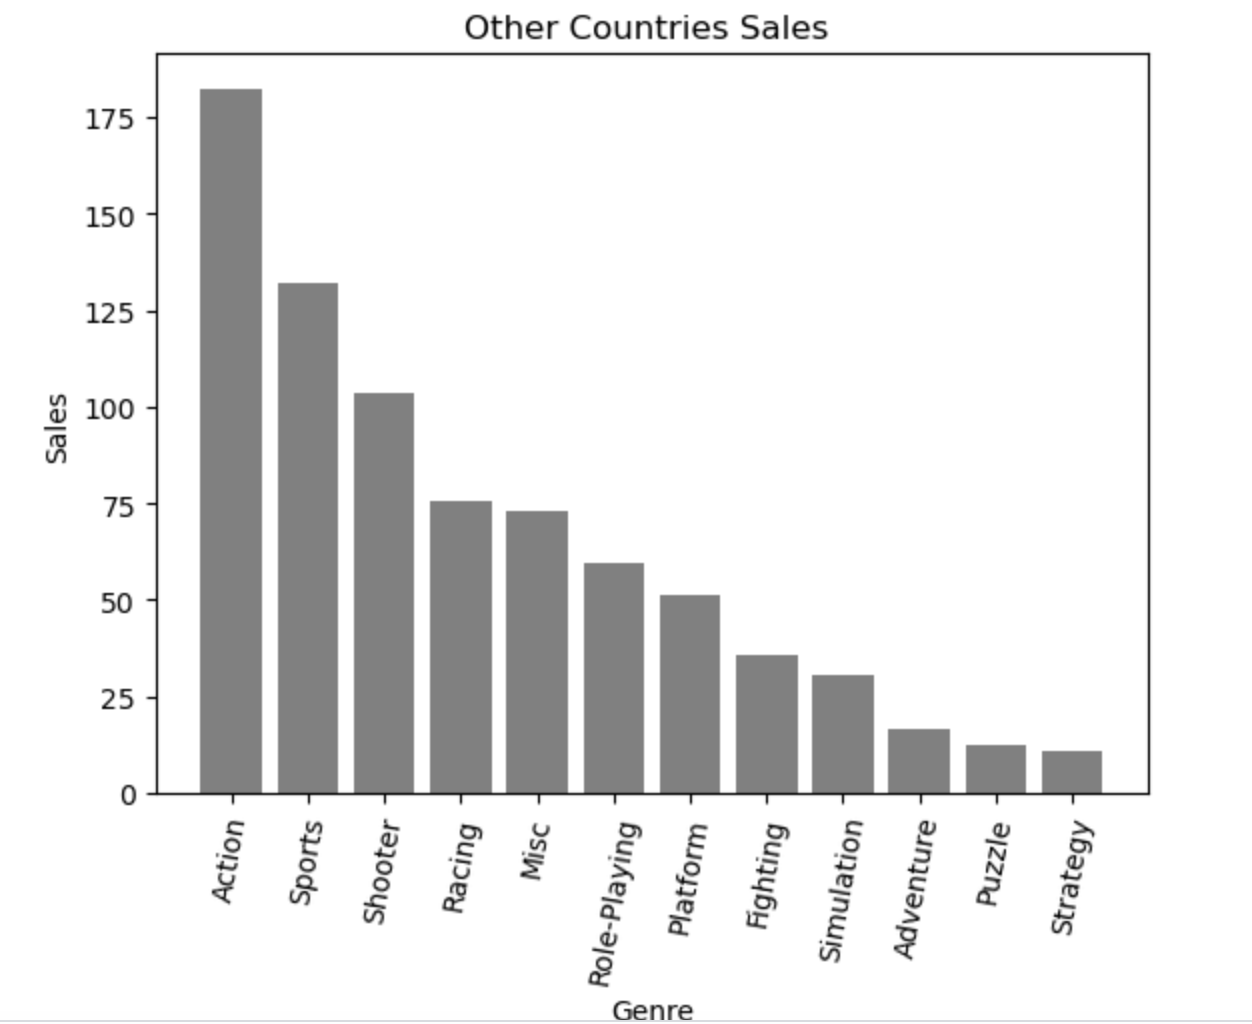 Other Countries Sales
Sales
175
150
125
100
75
50
25
0
Action
Sports
Shooter
Racing
Misc
Role-Playing
Platform
Fighting
Simulation
Adventure
Puzzle
Strategy
Genre